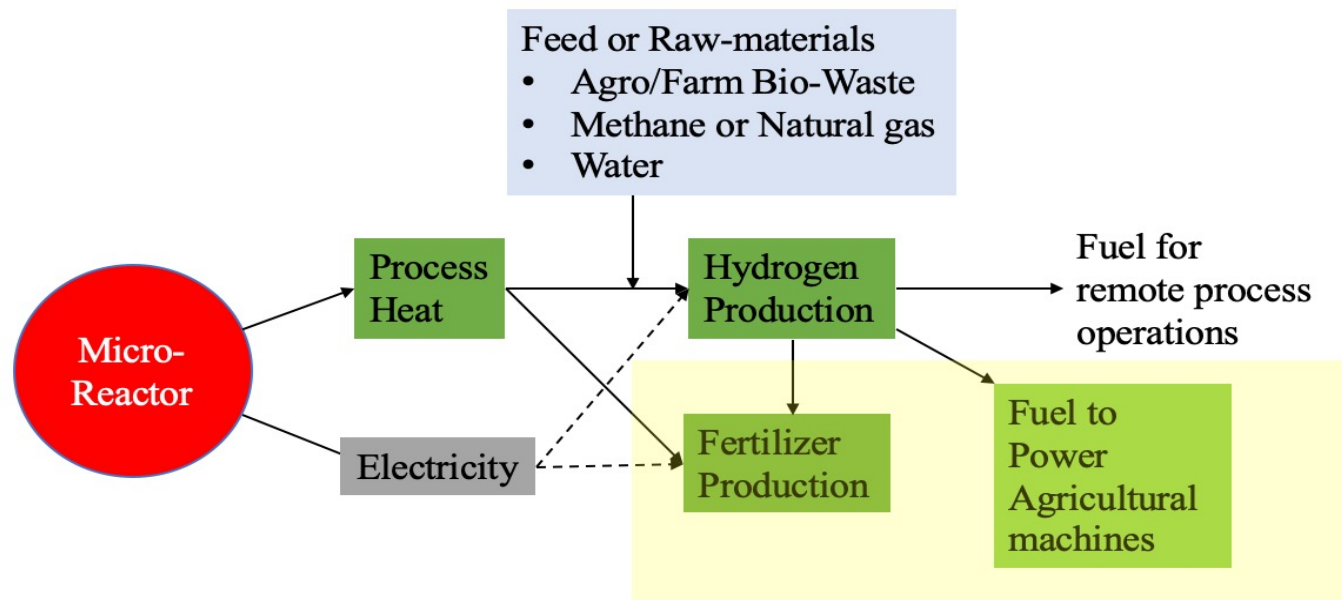 Feed or Raw-materials
• Agro/Farm Bio-Waste
• Methane or Natural gas
• Water
Process
Heat
Hydrogen
Production
Fuel for
remote process
operations
Micro-
Reactor
Electricity
Fertilizer
Production
Fuel to
Power
Agricultural
machines